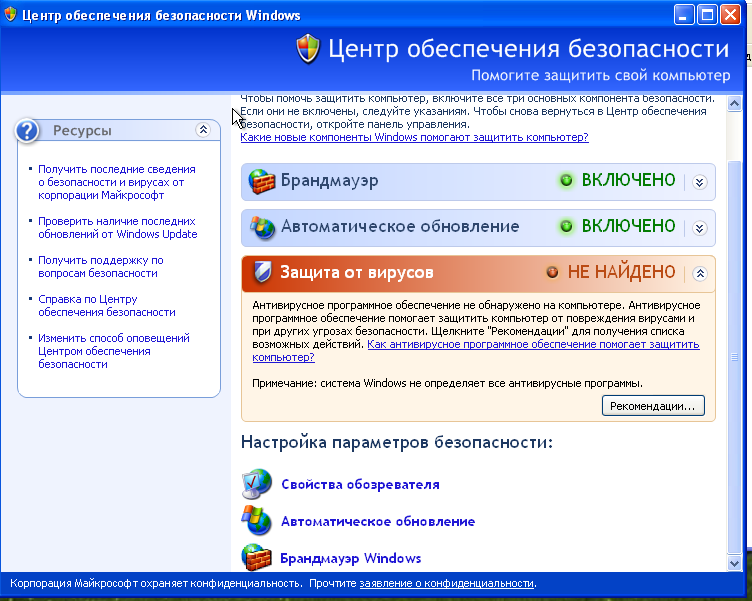 Центр обеспечения безопасности Windows
Центр обеспечения безопасности
Помогите защитить свой компьютер
Ресурсы
Получить последние сведения
о безопасности и вирусах от
корпорации Майкрософт
Проверить наличие последних
обновлений от Windows Update
Получить поддержку по
вопросам безопасности
Справка по Центру
обеспечения безопасности
Изменить способ оповещений
Центром обеспечения
безопасности
Чтобы помочь защитить компьютер, включите все три основных компонента безопасности.
Если они не включены, следуйте указаниям. Чтобы снова вернуться в Центр обеспечения
безопасности, откройте панель управления.
Какие новые компоненты Windows помогают защитить компьютер?
Брандмауэр ВКЛЮЧЕНО
Автоматическое обновление ВКЛЮЧЕНО
Защита от вирусов НЕ НАЙДЕНО
Антивирусное программное обеспечение не обнаружено на компьютере. Антивирусное
программное обеспечение помогает защитить компьютер от повреждения вирусами и
при других угрозах безопасности. Щелкните "Рекомендации" для получения списка
возможных действий. Как антивирусное программное обеспечение помогает защитить
компьютер?
Примечание: система Windows не определяет все антивирусные программы.
Рекомендации...
Настройка параметров безопасности:
Свойства обозревателя
Автоматическое обновление
Брандмауэр Windows
Корпорация Майкрософт охраняет конфиденциальность. Прочтите заявление о конфиденциальности.